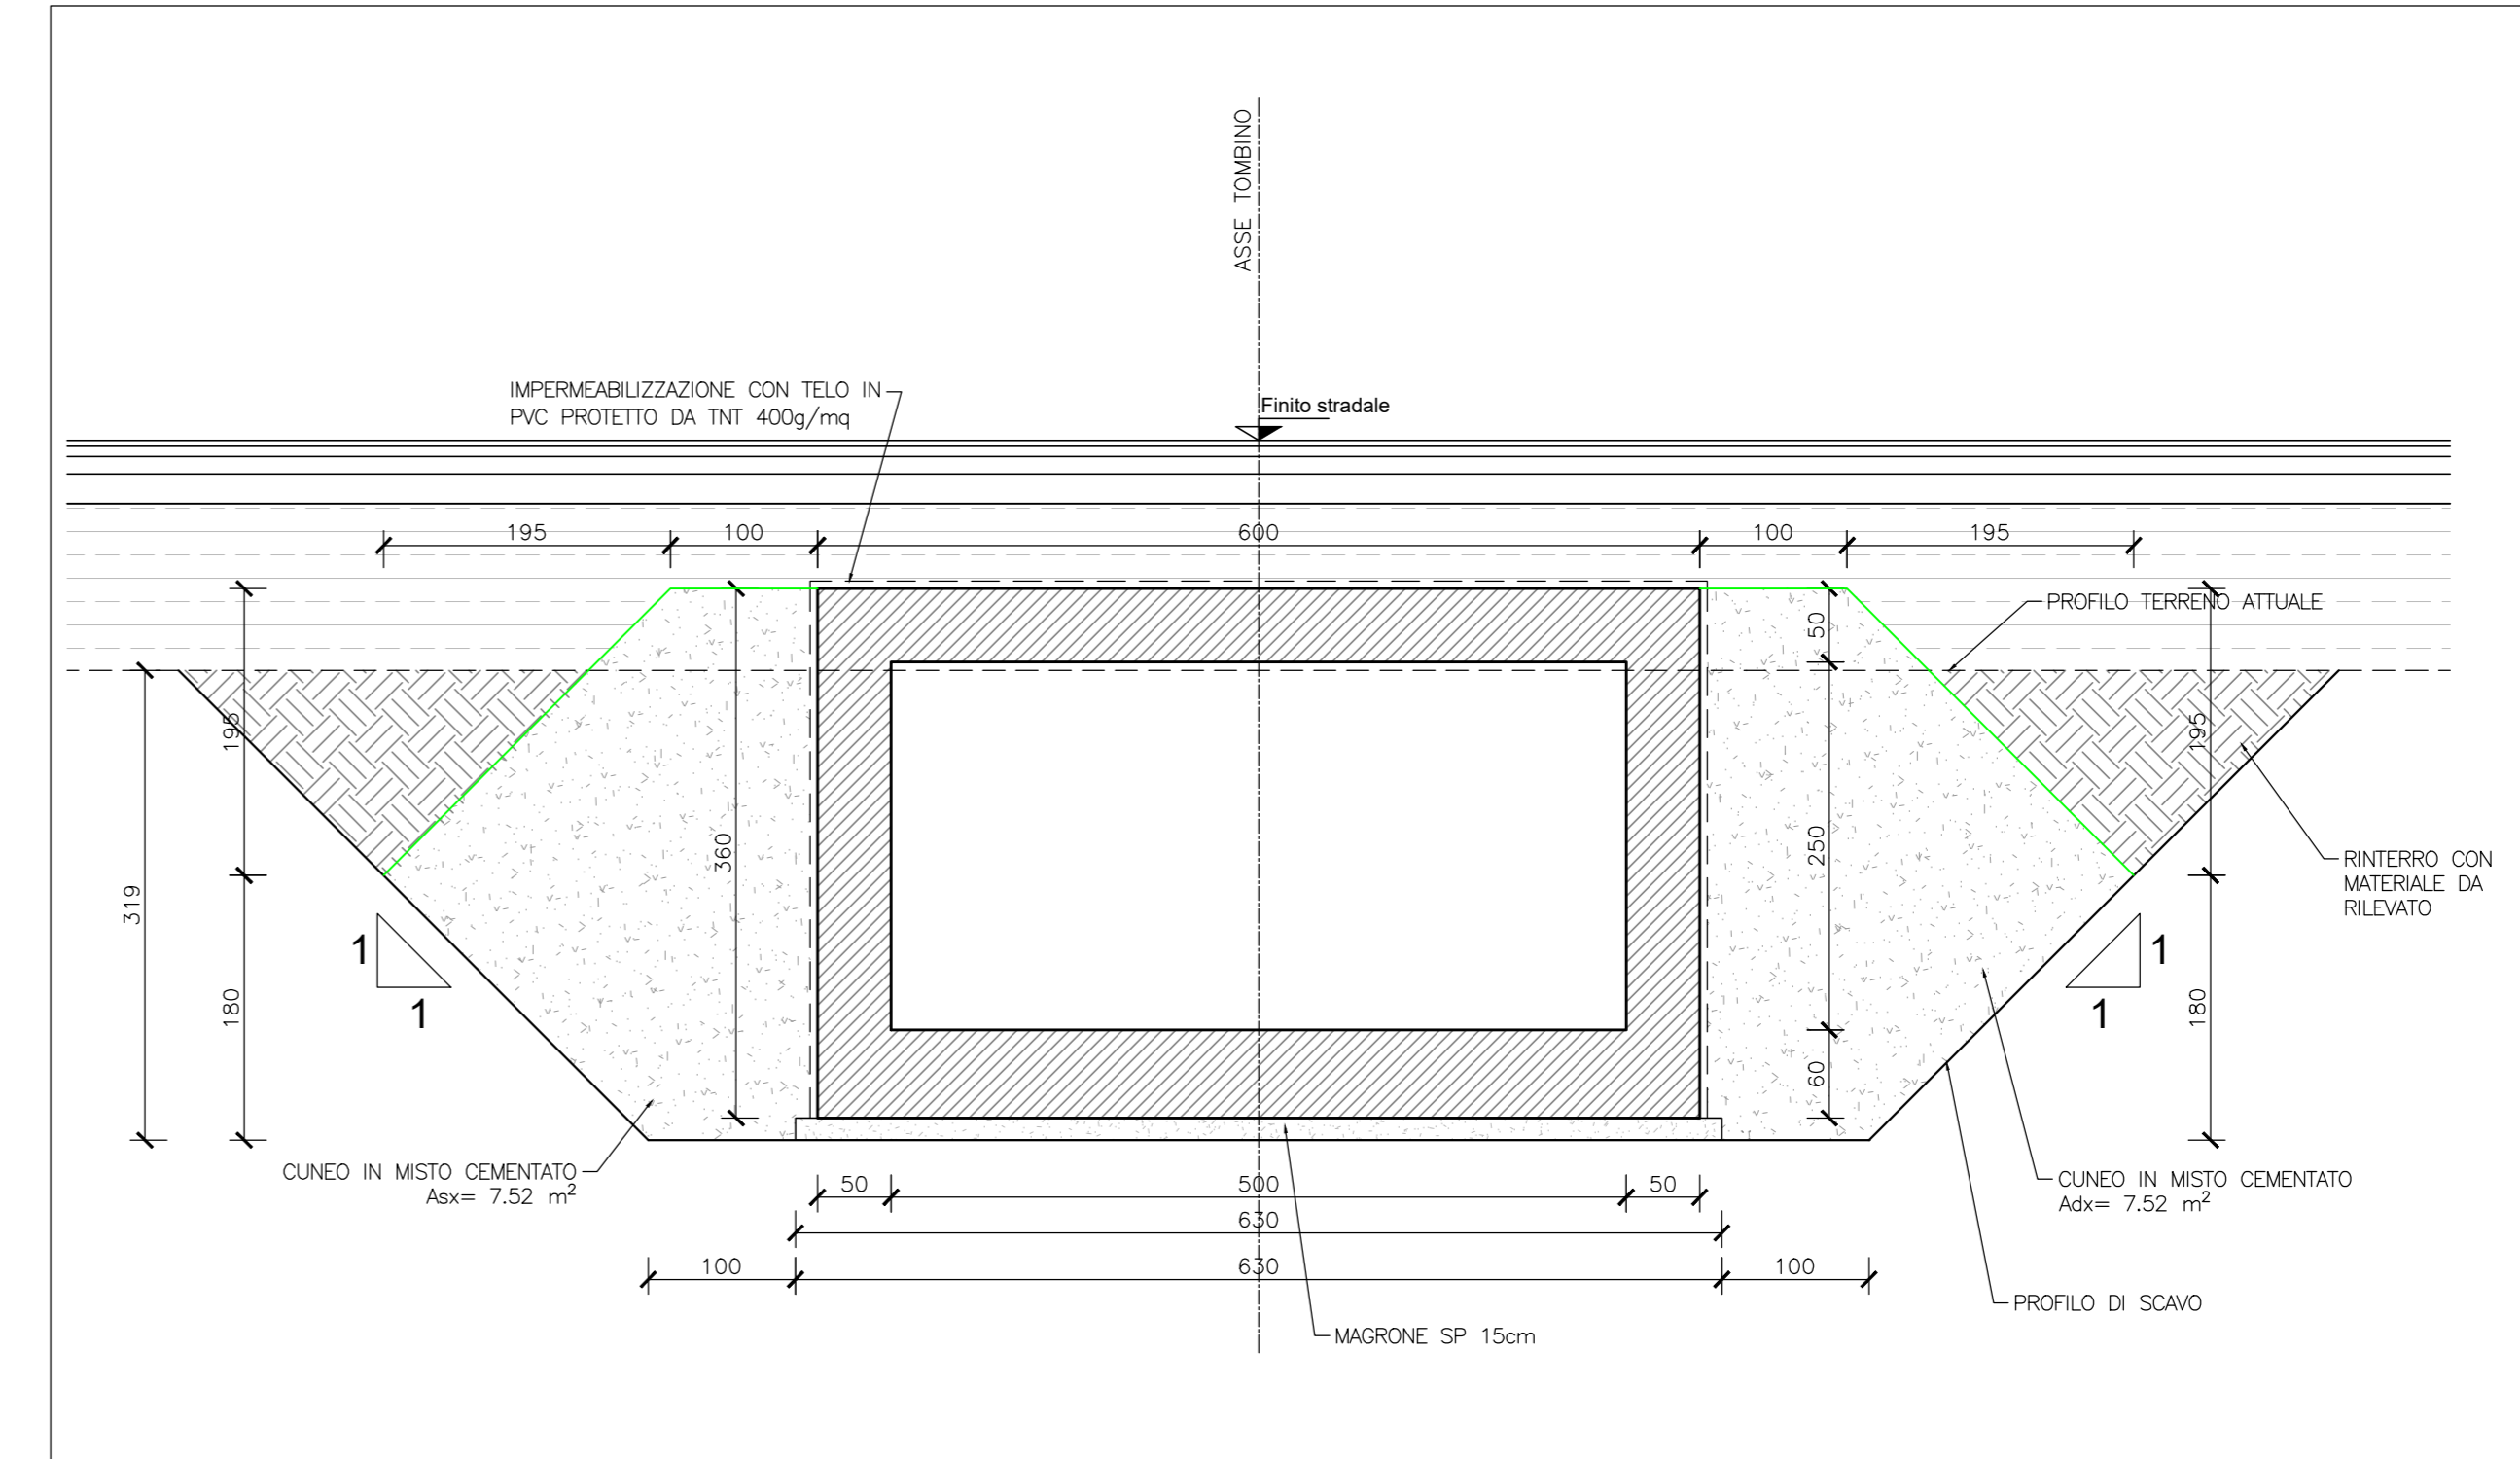 ASSE TOMBINO
IMPERMEABILIZZAZIONE CON TELO IN
PVC PROTETTO DA TNT 400g/mq
Finito stradale
195
100
600
100
195
PROFILO TERRENO ATTUALE
50
195
195
319
360
250
RINTERRO CON
MATERIALE DA
RILEVATO
1
1
1
1
180
180
60
CUNEO IN MISTO CEMENTATO
Asx= 7.52 m²
50
500
50
CUNEO IN MISTO CEMENTATO
Adx= 7.52 m²
630
100
630
100
PROFILO DI SCAVO
MAGRONE SP 15cm